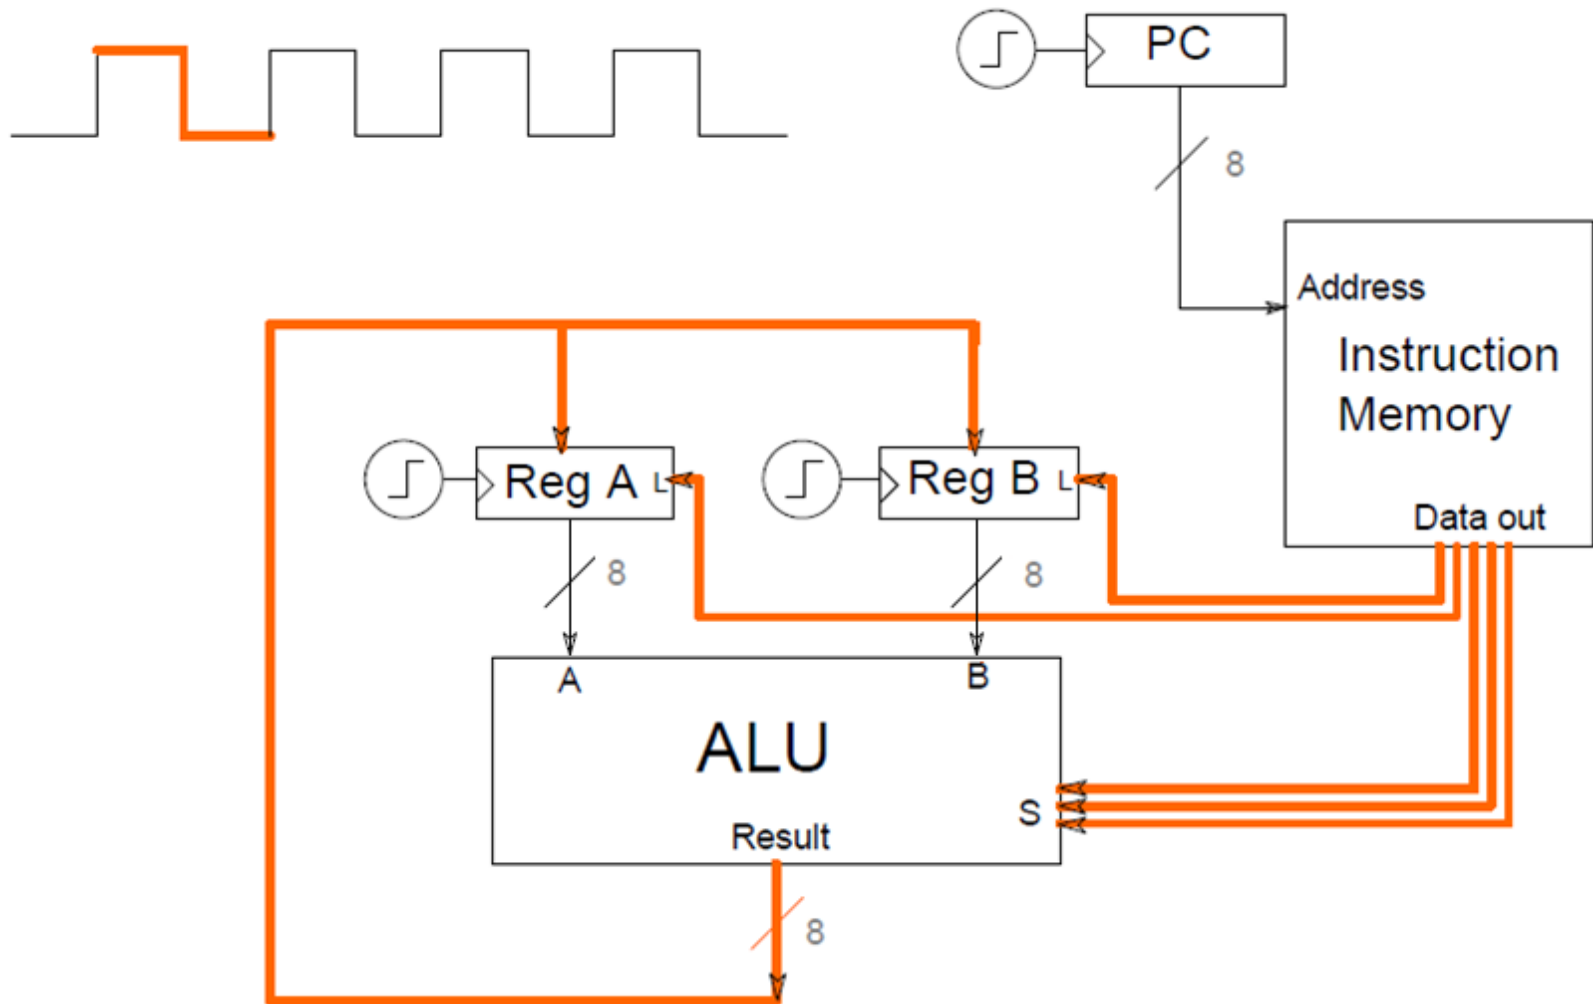 PC
8
Address
Instruction
Memory
Data out
Reg A L
Reg B L
8
8
A
B
ALU
S
Result
8